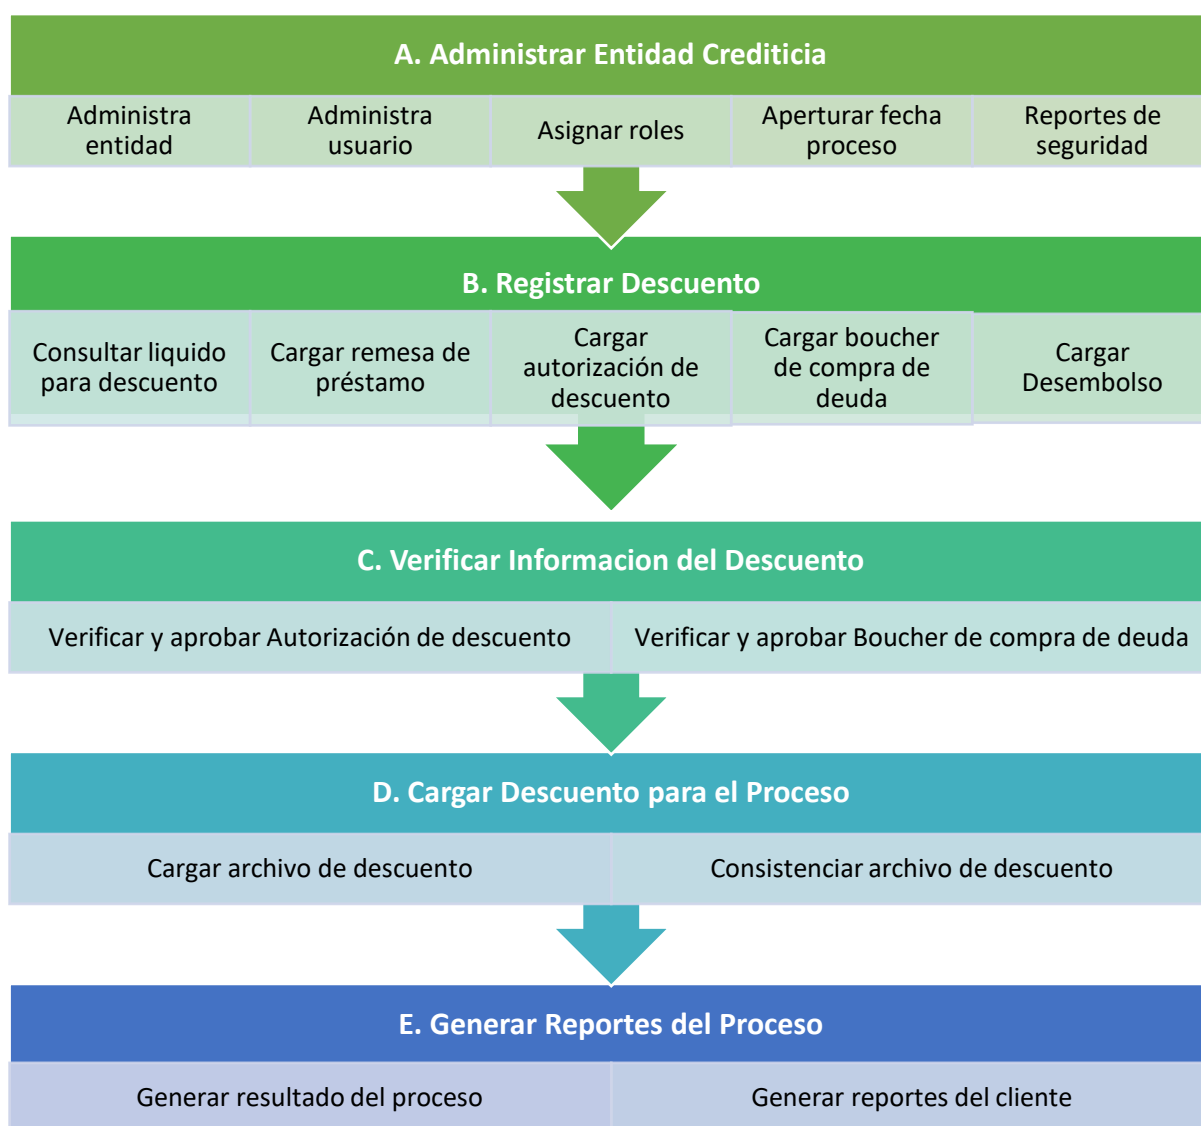 A. Administrar Entidad Crediticia
Administra
entidad
Administra
usuario
Asignar roles
Aperturar fecha
proceso
Reportes de
seguridad
B. Registrar Descuento
Consultar liquido
para descuento
Cargar remesa de
préstamo
Cargar
autorización de
descuento
Cargar boucher
de compra de
deuda
Cargar
Desembolso
C. Verificar Informacion del Descuento
Verificar y aprobar Autorización de descuento
Verificar y aprobar Boucher de compra de deuda
D. Cargar Descuento para el Proceso
Cargar archivo de descuento
Consistenciar archivo de descuento
E. Generar Reportes del Proceso
Generar resultado del proceso
Generar reportes del cliente